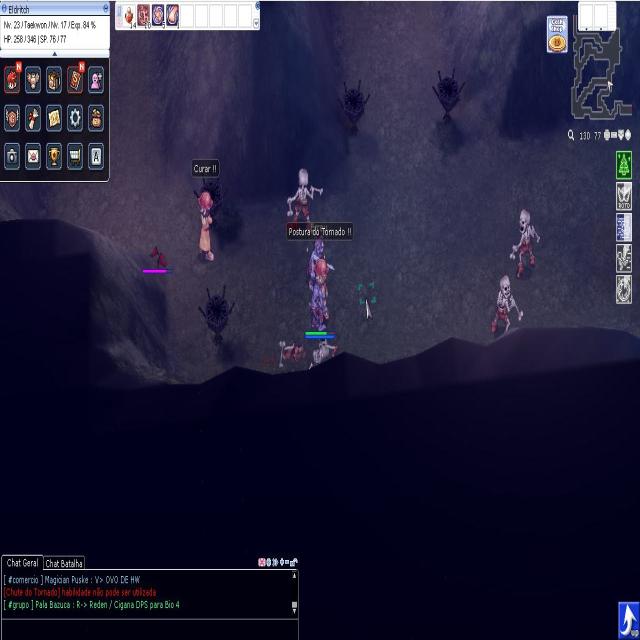 Eldritch
Nv. 23 / Taekwon / Nv. 17 / Exp. 84 %
HP. 258 / 346 | SP. 76 / 77
N
N
14
130 77
Curar !!
Postura do Tornado !!
Chat Geral
Chat Batalha
[ #comercio ] Magician Puske : V> OVO DE HW
[Chute do Tornado] habilidade não pode ser utilizada
[ #grupo ] Pala Bazuca : R-> Reden / Cigana DPS para Bio 4